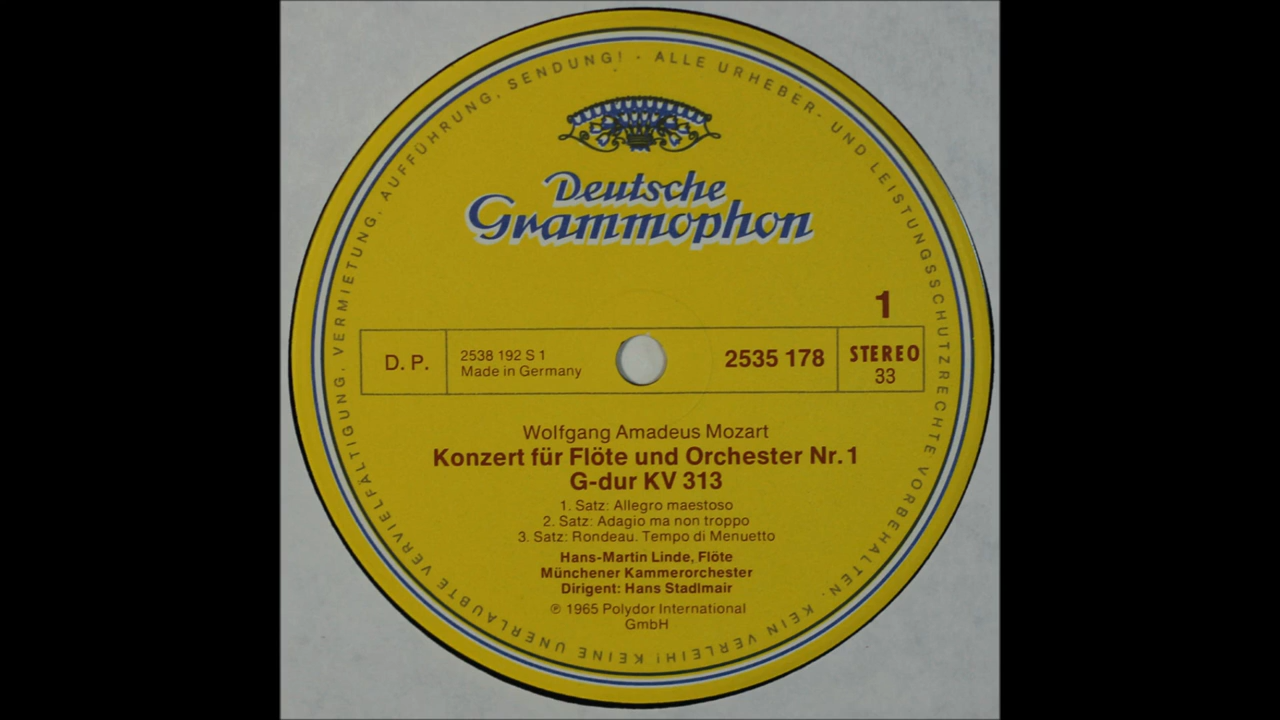 ALLE URHEBER- UND LEISTUNGSSCHUTZRECHTE VORBEHALTEN. KEIN VERLEIH! KEINE UNERLAUBTE VERVIELFÄLTIGUNG, VERMIETUNG, AUFFÜHRUNG, SENDUNG! ·
Deutsche
Grammophon
1
D. P.
2538 192 S 1
Made in Germany
2535 178
STEREO
33
Wolfgang Amadeus Mozart
Konzert für Flöte und Orchester Nr. 1
G-dur KV 313
1. Satz: Allegro maestoso
2. Satz: Adagio ma non troppo
3. Satz: Rondeau. Tempo di Menuetto
Hans-Martin Linde, Flöte
Münchener Kammerorchester
Dirigent: Hans Stadlmair
℗ 1965 Polydor International
GmbH